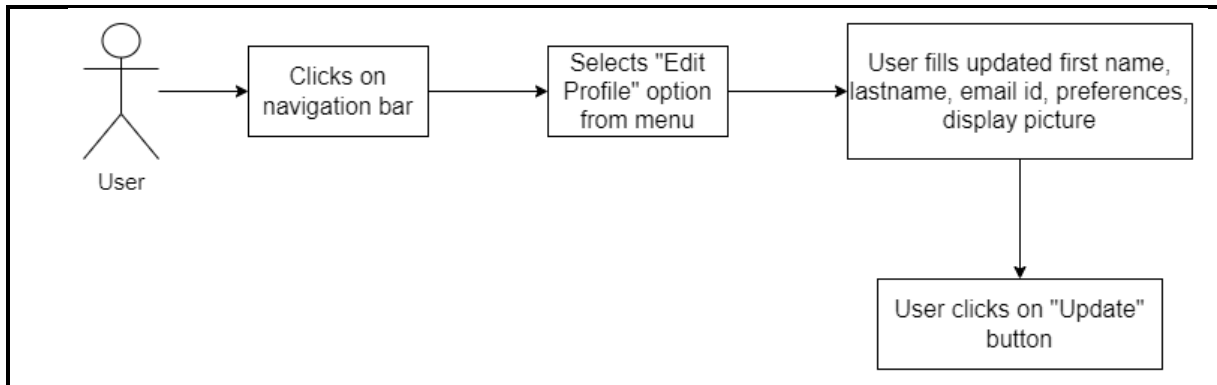 User
Clicks on
navigation bar
Selects "Edit
Profile" option
from menu
User fills updated first name,
lastname, email id, preferences,
display picture
User clicks on "Update"
button